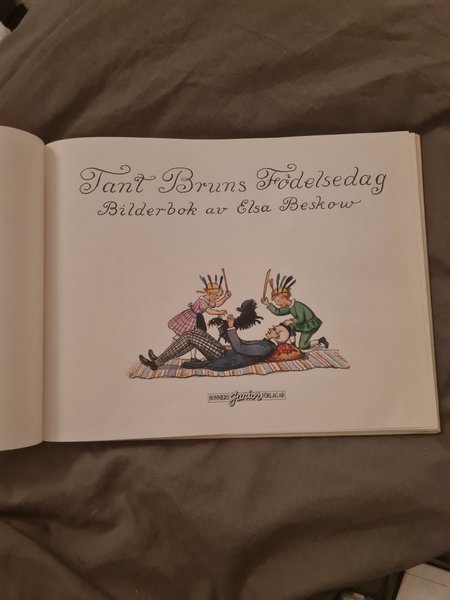 Tant Bruns Födelsedag
Bilderbok av Elsa Beskow
BONNIERS Junior FÖRLAG AB